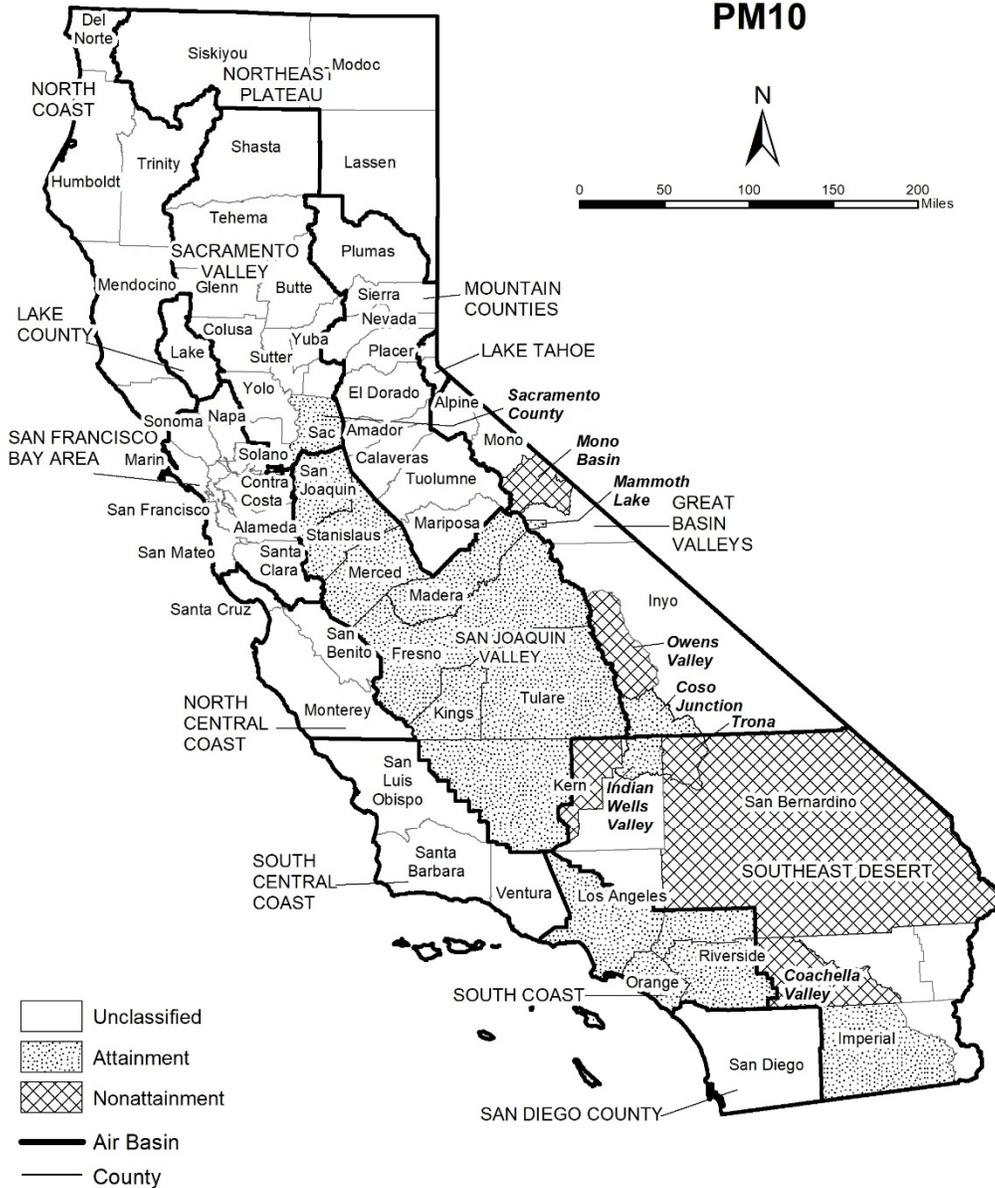 PM10
N
0 50 100 150 200
Miles
Del
Norte
Siskiyou
Modoc
NORTHEAST
PLATEAU
NORTH
COAST
Shasta
Trinity
Lassen
Humboldt
Tehema
Plumas
SACRAMENTO
VALLEY
Mendocino
Glenn
Butte
Sierra
MOUNTAIN
COUNTIES
Nevada
LAKE
COUNTY
Colusa
Yuba
Lake
Sutter
Placer
LAKE TAHOE
Yolo
El Dorado
Alpine
Sacramento
County
Sonoma
Napa
Sac
Amador
Mono
SAN FRANCISCO
BAY AREA
Marin
Solano
Calaveras
Mono
Basin
Contra
Costa
San
Joaquin
Tuolumne
Mammoth
Lake
San Francisco
Alameda
Stanislaus
Mariposa
GREAT
BASIN
VALLEYS
San Mateo
Santa
Clara
Merced
Madera
Santa Cruz
Inyo
San
Benito
Fresno
SAN JOAQUIN
VALLEY
Owens
Valley
Tulare
Coso
Junction
NORTH
CENTRAL
COAST
Monterey
Kings
Trona
San
Luis
Obispo
Kern
Indian
Wells
Valley
San Bernardino
Santa
Barbara
SOUTH
CENTRAL
COAST
Ventura
Los Angeles
SOUTHEAST DESERT
Riverside
Orange
Coachella
Valley
SOUTH COAST
Imperial
San Diego
SAN DIEGO COUNTY
Unclassified
Attainment
Nonattainment
Air Basin
County